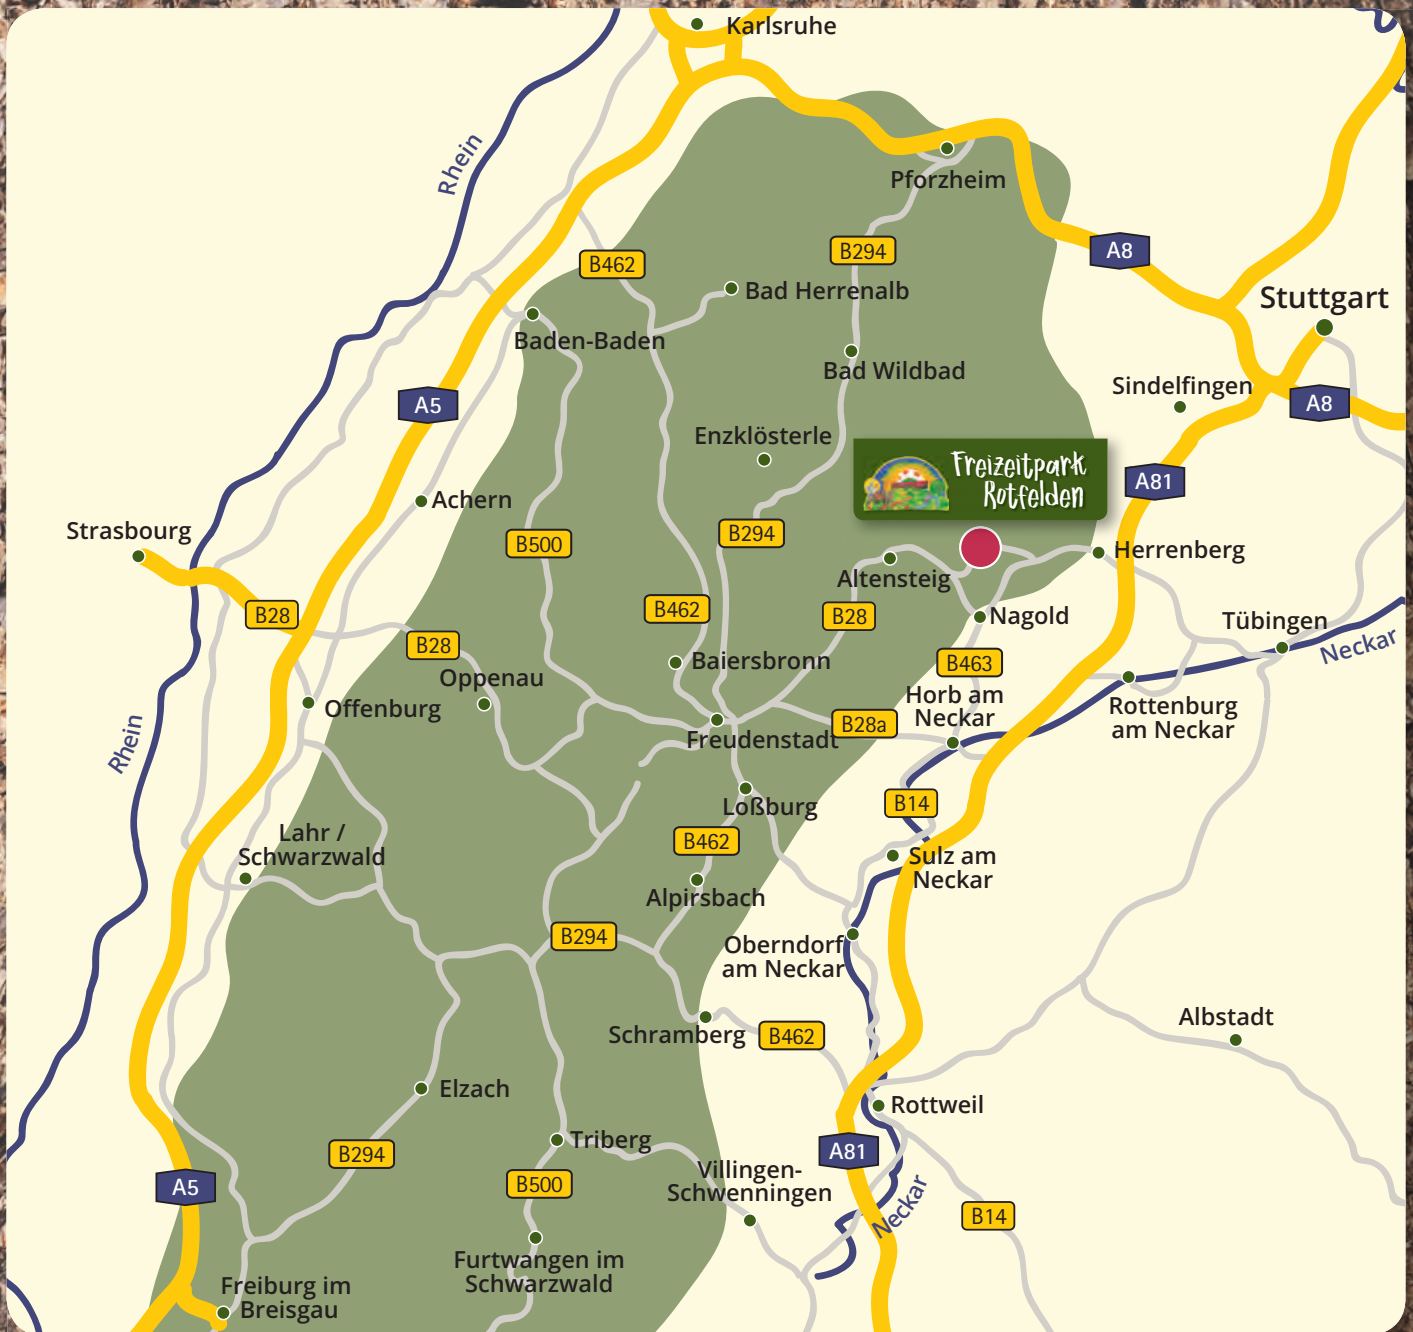 Karlsruhe
Rhein
Pforzheim
B294
A8
B462
Bad Herrenalb
Stuttgart
Baden-Baden
Bad Wildbad
Sindelfingen
A5
A8
Enzklösterle
Freizeitpark
Rotfelden
A81
Achern
Strasbourg
B500
B294
Herrenberg
Altensteig
B28
B462
B28
Nagold
Tübingen
Neckar
B28
Baiersbronn
B463
Oppenau
Horb am
Neckar
Rottenburg
am Neckar
Offenburg
B28a
Freudenstadt
Rhein
Loßburg
B14
Lahr /
Schwarzwald
B462
Sulz am
Neckar
Alpirsbach
B294
Oberndorf
am Neckar
Schramberg
B462
Albstadt
Elzach
Rottweil
B294
Triberg
A81
Villingen-
Schwenningen
A5
B500
Neckar
B14
Furtwangen im
Schwarzwald
Freiburg im
Breisgau